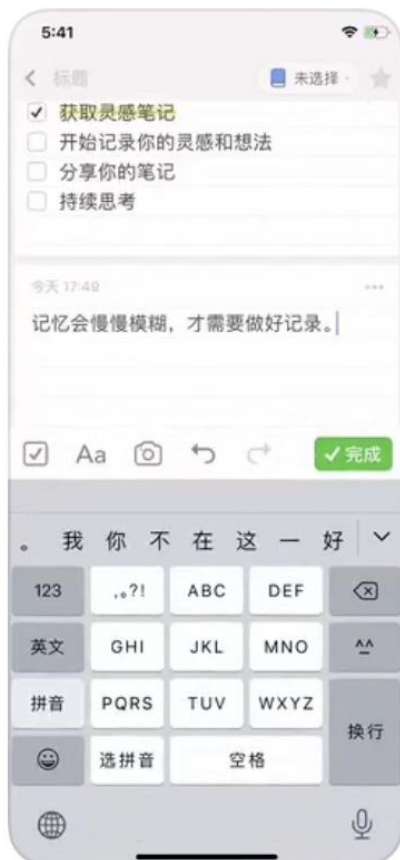 5:41
标题
未选择
获取灵感笔记
开始记录你的灵感和想法
分享你的笔记
持续思考
今天 17:49
记忆会慢慢模糊，才需要做好记录。
Aa
完成
。 我 你 不 在 这 一 好
123 ,。?! ABC DEF
英文 GHI JKL MNO ^^
拼音 PQRS TUV WXYZ
换行
选拼音 空格